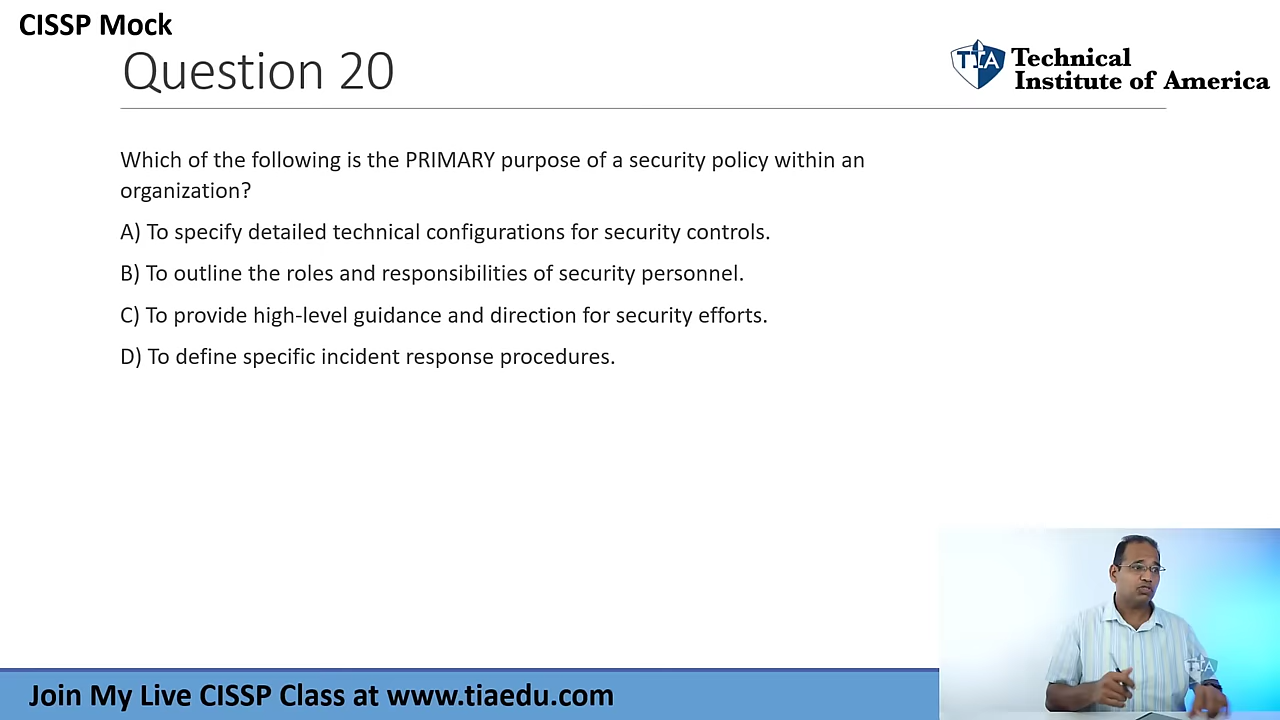 CISSP Mock
Question 20
TIA Technical
Institute of America
Which of the following is the PRIMARY purpose of a security policy within an
organization?
A) To specify detailed technical configurations for security controls.
B) To outline the roles and responsibilities of security personnel.
C) To provide high-level guidance and direction for security efforts.
D) To define specific incident response procedures.
TIA
Join My Live CISSP Class at www.tiaedu.com